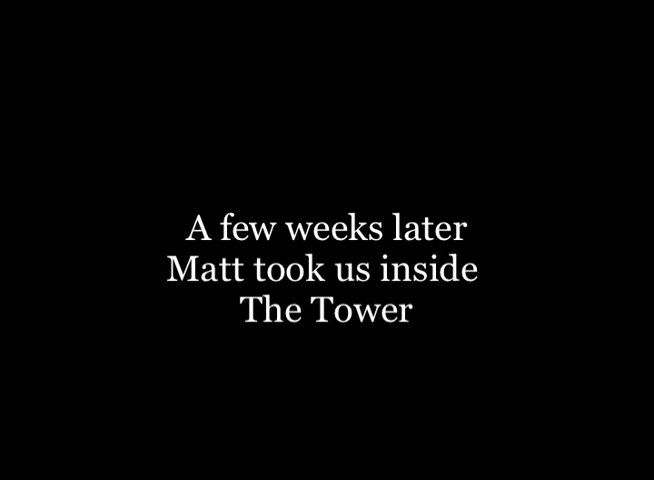 A few weeks later
Matt took us inside
The Tower